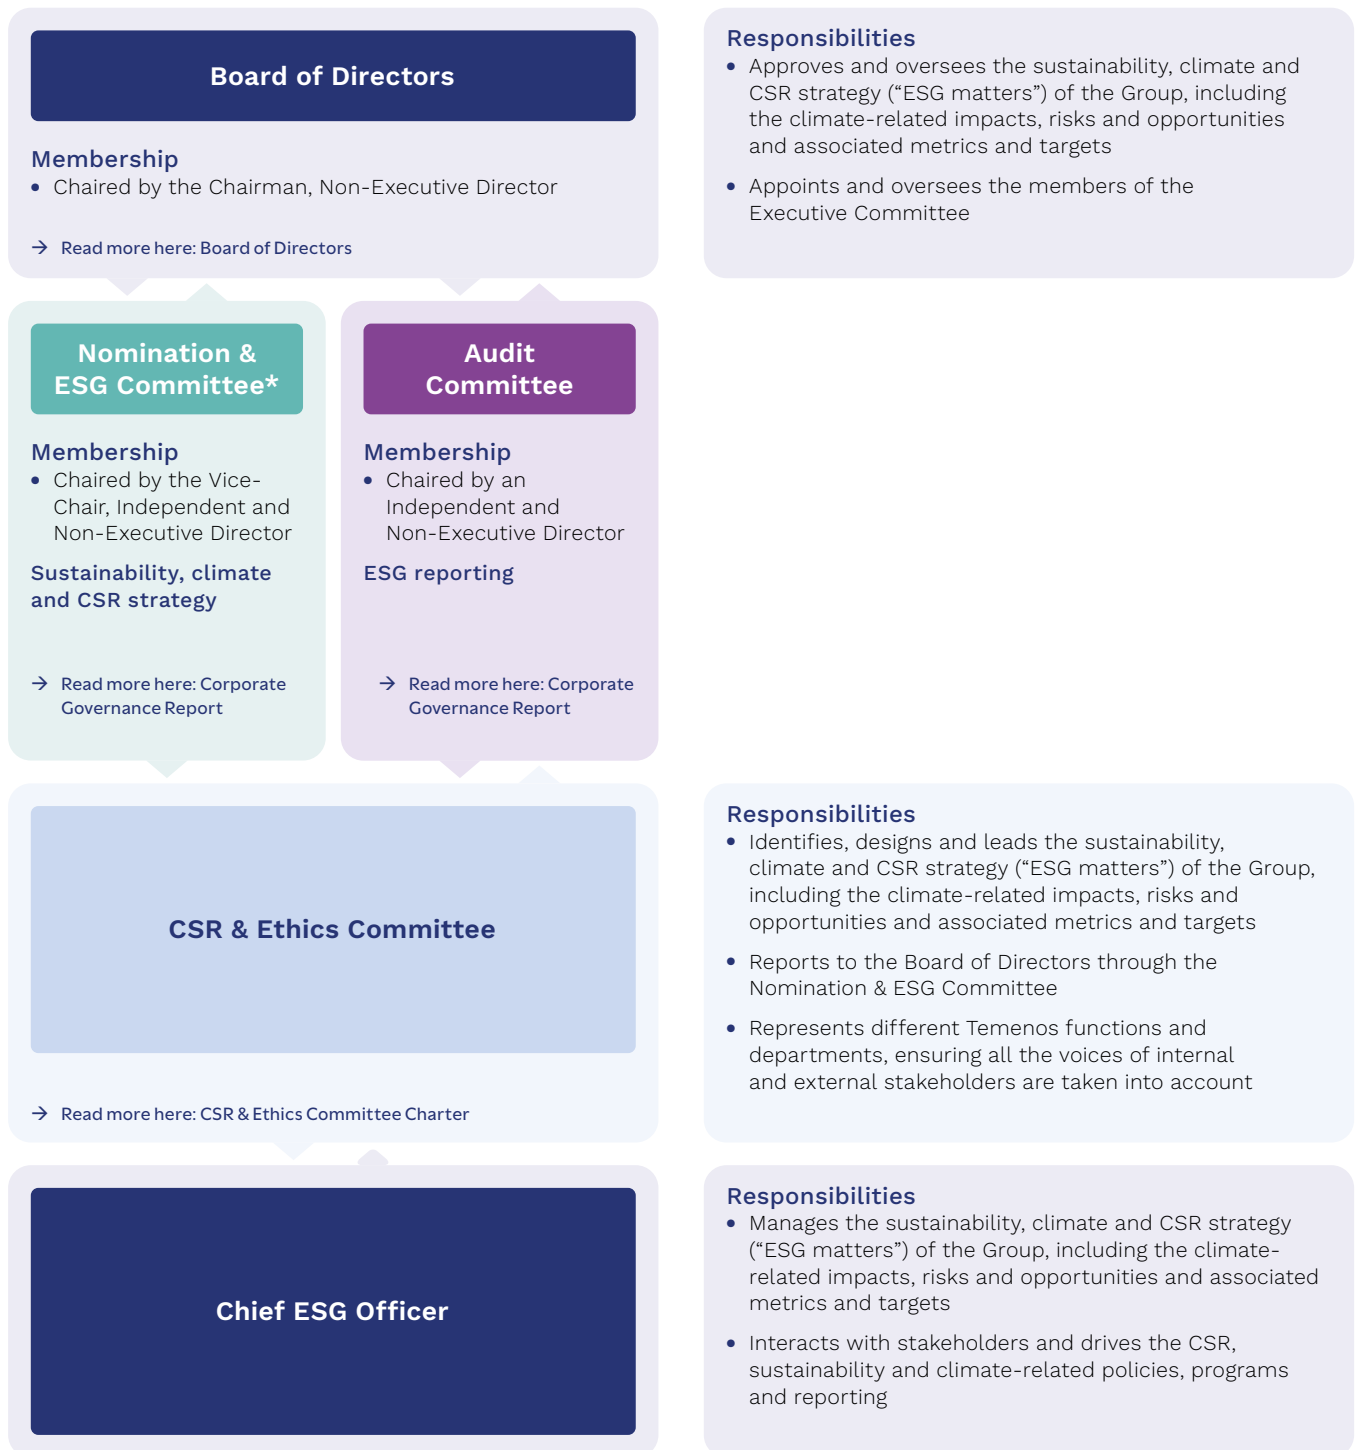 Board of Directors
Membership
• Chaired by the Chairman, Non-Executive Director
→ Read more here: Board of Directors
Responsibilities
• Approves and oversees the sustainability, climate and
CSR strategy (“ESG matters”) of the Group, including
the climate-related impacts, risks and opportunities
and associated metrics and targets
• Appoints and oversees the members of the
Executive Committee
Nomination &
ESG Committee*
Membership
• Chaired by the Vice-
Chair, Independent and
Non-Executive Director
Sustainability, climate
and CSR strategy
→ Read more here: Corporate
Governance Report
Audit
Committee
Membership
• Chaired by an
Independent and
Non-Executive Director
ESG reporting
→ Read more here: Corporate
Governance Report
CSR & Ethics Committee
→ Read more here: CSR & Ethics Committee Charter
Responsibilities
• Identifies, designs and leads the sustainability,
climate and CSR strategy (“ESG matters”) of the Group,
including the climate-related impacts, risks and
opportunities and associated metrics and targets
• Reports to the Board of Directors through the
Nomination & ESG Committee
• Represents different Temenos functions and
departments, ensuring all the voices of internal
and external stakeholders are taken into account
Chief ESG Officer
Responsibilities
• Manages the sustainability, climate and CSR strategy
(“ESG matters”) of the Group, including the climate-
related impacts, risks and opportunities and associated
metrics and targets
• Interacts with stakeholders and drives the CSR,
sustainability and climate-related policies, programs
and reporting